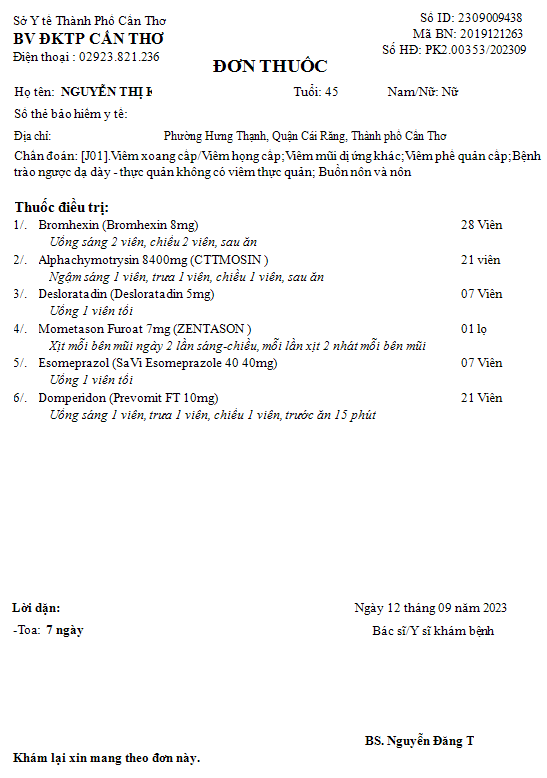 Sở Y tế Thành Phố Cần Thơ
Số ID: 2309009438
BV ĐKTP CẦN THƠ
Mã BN: 2019121263
Điện thoại : 02923.821.236
Số HĐ: PK2.00353/202309
ĐƠN THUỐC
Họ tên: NGUYỄN THỊ K
Tuổi: 45
Nam/Nữ: Nữ
Số thẻ bảo hiểm y tế:
Địa chỉ: Phường Hưng Thạnh, Quận Cái Răng, Thành phố Cần Thơ
Chẩn đoán: [J01].Viêm xoang cấp/Viêm họng cấp;Viêm mũi dị ứng khác;Viêm phế quản cấp;Bệnh
trào ngược dạ dày - thực quản không có viêm thực quản; Buồn nôn và nôn
Thuốc điều trị:
1/. Bromhexin (Bromhexin 8mg) 28 Viên
Uống sáng 2 viên, chiều 2 viên, sau ăn
2/. Alphachymotrysin 8400mg (CTTMOSIN ) 21 viên
Ngậm sáng 1 viên, trưa 1 viên, chiều 1 viên, sau ăn
3/. Desloratadin (Desloratadin 5mg) 07 Viên
Uống 1 viên tối
4/. Mometason Furoat 7mg (ZENTASON ) 01 lọ
Xịt mỗi bên mũi ngày 2 lần sáng-chiều, mỗi lần xịt 2 nhát mỗi bên mũi
5/. Esomeprazol (SaVi Esomeprazole 40 40mg) 07 Viên
Uống 1 viên tối
6/. Domperidon (Prevomit FT 10mg) 21 Viên
Uống sáng 1 viên, trưa 1 viên, chiều 1 viên, trước ăn 15 phút
Lời dặn:
Ngày 12 tháng 09 năm 2023
-Toa: 7 ngày
Bác sĩ/Y sĩ khám bệnh
BS. Nguyễn Đăng T
Khám lại xin mang theo đơn này.